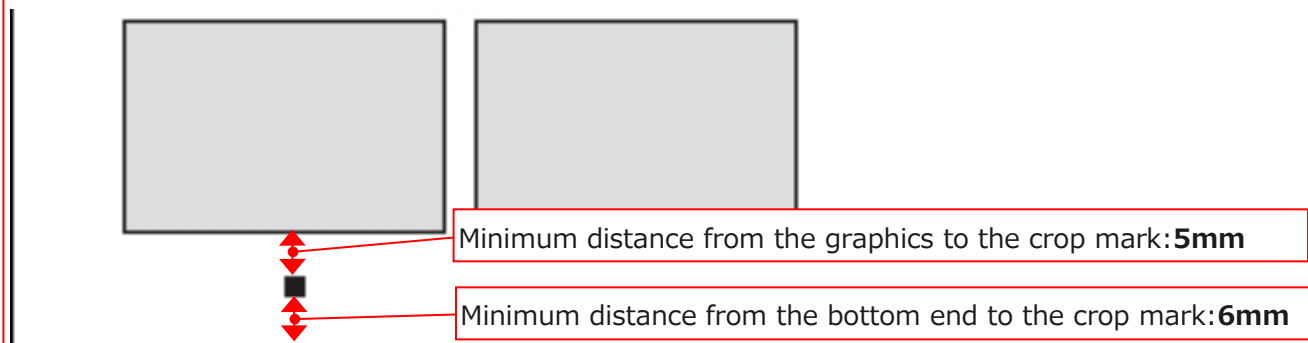 Minimum distance from the graphics to the crop mark:5mm
Minimum distance from the bottom end to the crop mark:6mm